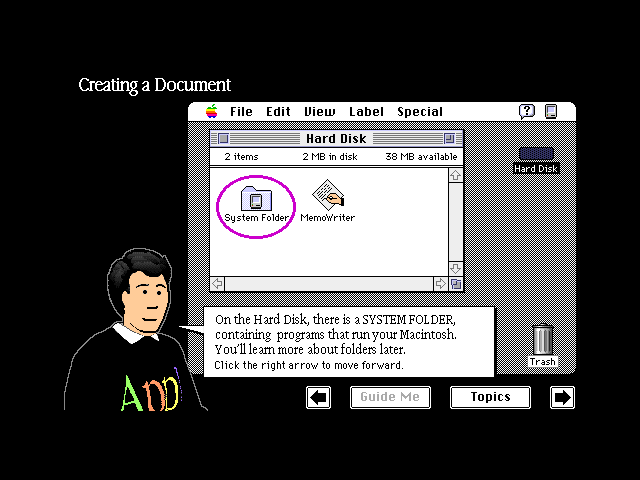 Creating a Document
File Edit View Label Special
Hard Disk
2 items 2 MB in disk 38 MB available
Hard Disk
System Folder MemoWriter
On the Hard Disk, there is a SYSTEM FOLDER,
containing programs that run your Macintosh.
You'll learn more about folders later.
Click the right arrow to move forward.
Trash
Appl
Guide Me Topics